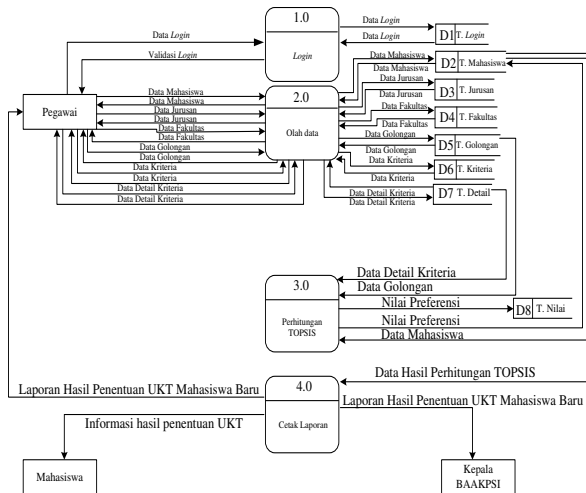 1.0
Login
Data Login
Validasi Login
Data Login
Data Login
D1 T. Login
Data Mahasiswa
Data Mahasiswa
D2 T. Mahasiswa
Data Jurusan
Data Jurusan
D3 T. Jurusan
Data Fakultas
Data Fakultas
D4 T. Fakultas
Data Golongan
Data Golongan
D5 T. Golongan
Data Kriteria
Data Kriteria
D6 T. Kriteria
Data Detail Kriteria
Data Detail Kriteria
D7 T. Detail
Pegawai
2.0
Olah data
Data Mahasiswa
Data Mahasiswa
Data Jurusan
Data Jurusan
Data Fakultas
Data Fakultas
Data Golongan
Data Golongan
Data Kriteria
Data Kriteria
Data Detail Kriteria
Data Detail Kriteria
3.0
Perhitungan
TOPSIS
Data Detail Kriteria
Data Golongan
Nilai Preferensi
D8 T. Nilai
Nilai Preferensi
Data Mahasiswa
4.0
Cetak Laporan
Data Hasil Perhitungan TOPSIS
Laporan Hasil Penentuan UKT Mahasiswa Baru
Laporan Hasil Penentuan UKT Mahasiswa Baru
Informasi hasil penentuan UKT
Mahasiswa
Kepala
BAAKPSI